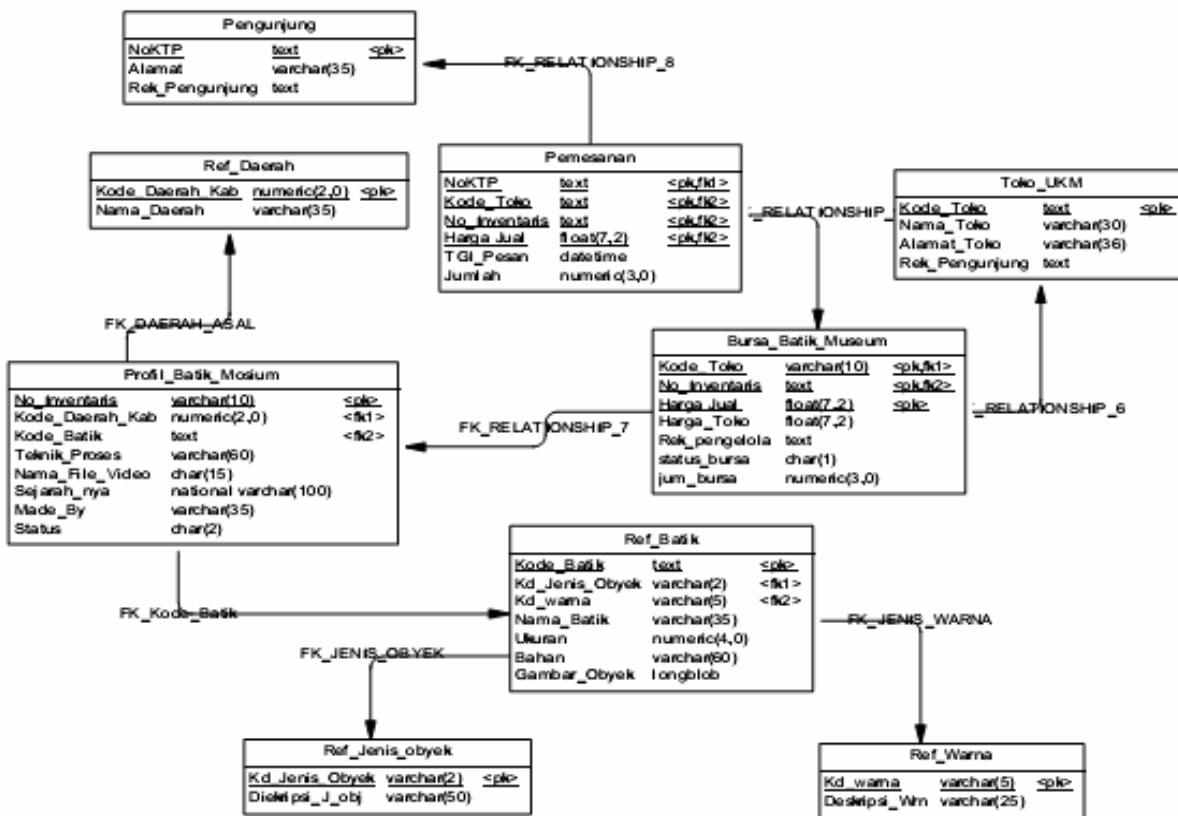 Pengunjung
NoKTP text <pk>
Alamat varchar(35)
Rek_Pengunjung text
FK_RELATIONSHIP_8
Ref_Daerah
Kode_Daerah_Kab numeric(2,0) <pk>
Nama_Daerah varchar(35)
Pemesanan
NoKTP text <pk,fk1>
Kode_Toko text <pk,fk2>
No_Inventaris text <pk,fk2>
Harga Jual float(7,2) <pk,fk2>
TGl_Pesan datetime
Jumlah numeric(3,0)
Toko_UKM
Kode_Toko text <pk>
Nama_Toko varchar(30)
Alamat_Toko varchar(36)
Rek_Pengunjung text
_RELATIONSHIP_
FK_DAERAH_ASAL
Bursa_Batik_Museum
Kode_Toko varchar(10) <pk,fk1>
No_Inventaris text <pk,fk2>
Harga Jual float(7,2) <pk>
Harga_Toko float(7,2)
Rek_pengelola text
status_bursa char(1)
jum_bursa numeric(3,0)
_RELATIONSHIP_6
Profil_Batik_Mosium
No_Inventaris varchar(10) <pk>
Kode_Daerah_Kab numeric(2,0) <fk1>
Kode_Batik text <fk2>
Teknik_Proses varchar(60)
Nama_File_Video char(15)
Sejarah_nya national varchar(100)
Made_By varchar(35)
Status char(2)
FK_RELATIONSHIP_7
Ref_Batik
Kode_Batik text <pk>
Kd_Jenis_Obyek varchar(2) <fk1>
Kd_warna varchar(5) <fk2>
Nama_Batik varchar(35)
Ukuran numeric(4,0)
Bahan varchar(60)
Gambar_Obyek longblob
FK_Kode_Batik
FK_JENIS_OBYEK
FK_JENIS_WARNA
Ref_Jenis_obyek
Kd_Jenis_Obyek varchar(2) <pk>
Diekripsi_J_obj varchar(50)
Ref_Warna
Kd_warna varchar(5) <pk>
Deskripsi_Wrn varchar(25)